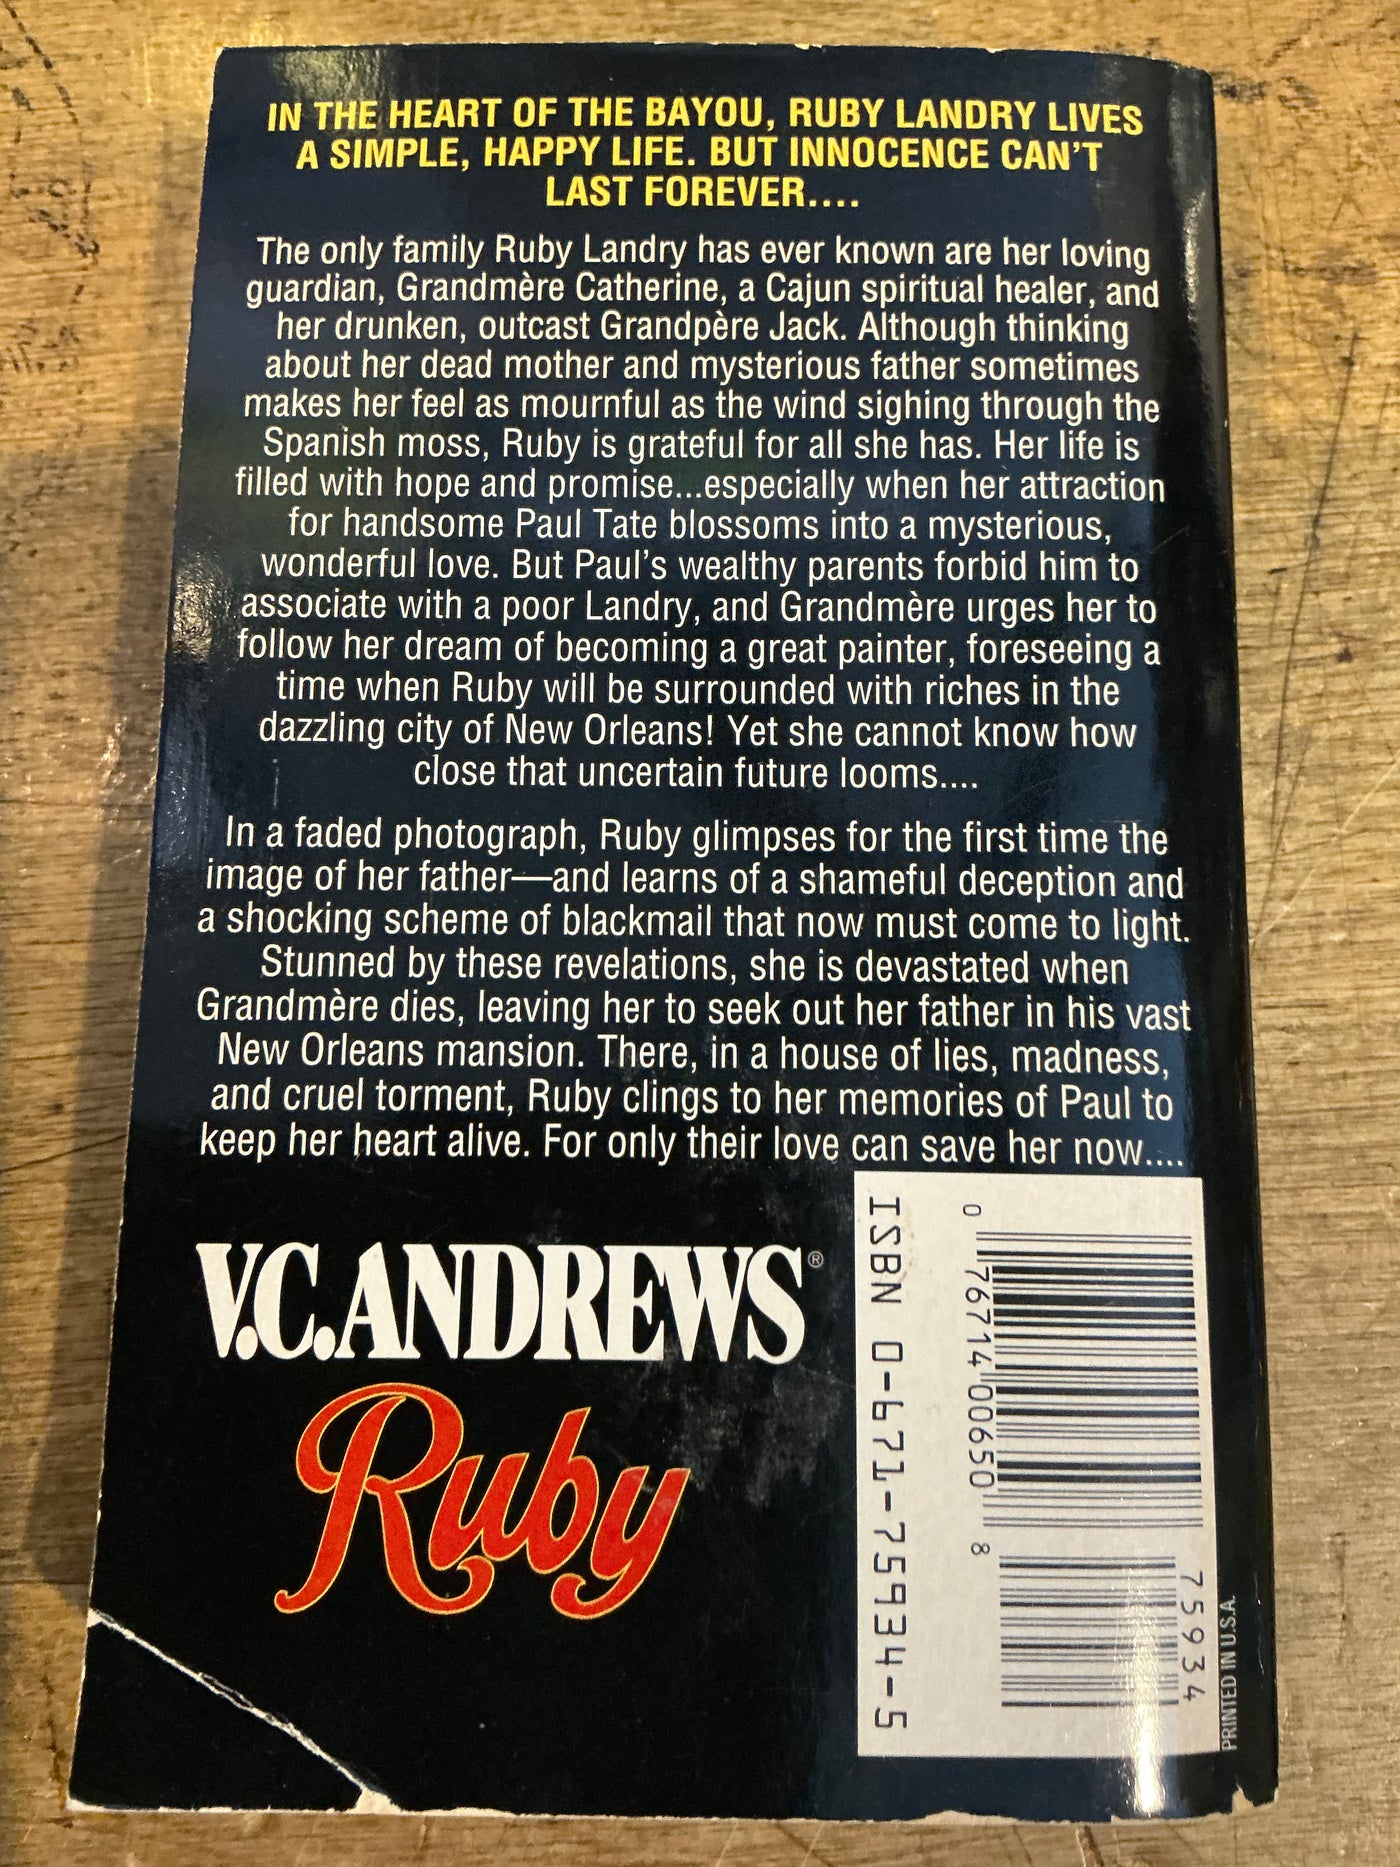 IN THE HEART OF THE BAYOU, RUBY LANDRY LIVES
A SIMPLE, HAPPY LIFE. BUT INNOCENCE CAN'T
LAST FOREVER....
The only family Ruby Landry has ever known are her loving
guardian, Grandmère Catherine, a Cajun spiritual healer, and
her drunken, outcast Grandpère Jack. Although thinking
about her dead mother and mysterious father sometimes
makes her feel as mournful as the wind sighing through the
Spanish moss, Ruby is grateful for all she has. Her life is
filled with hope and promise...especially when her attraction
for handsome Paul Tate blossoms into a mysterious,
wonderful love. But Paul's wealthy parents forbid him to
associate with a poor Landry, and Grandmère urges her to
follow her dream of becoming a great painter, foreseeing a
time when Ruby will be surrounded with riches in the
dazzling city of New Orleans! Yet she cannot know how
close that uncertain future looms....
In a faded photograph, Ruby glimpses for the first time the
image of her father—and learns of a shameful deception and
a shocking scheme of blackmail that now must come to light.
Stunned by these revelations, she is devastated when
Grandmère dies, leaving her to seek out her father in his vast
New Orleans mansion. There, in a house of lies, madness,
and cruel torment, Ruby clings to her memories of Paul to
keep her heart alive. For only their love can save her now....
V.C. ANDREWS®
Ruby
ISBN 0-671-75934-5
0 76714 00650 8
75934
PRINTED IN U.S.A.